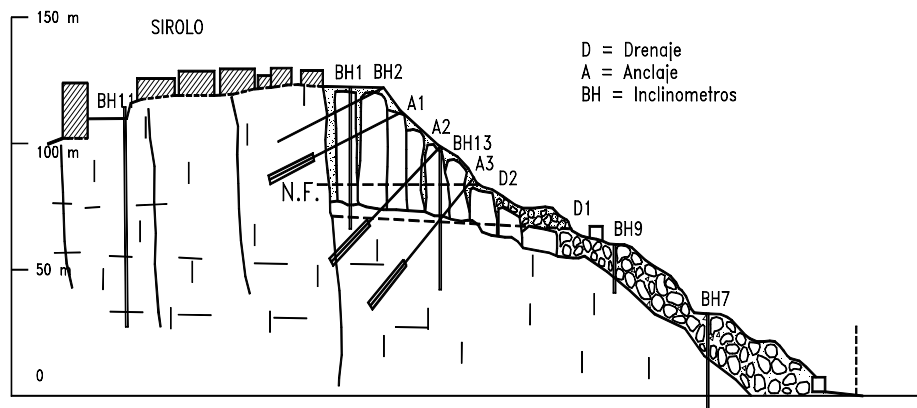 150 m
SIROLO
D = Drenaje
A = Anclaje
BH = Inclinometros
BH1 BH2
BH11
A1
A2
BH13
100 m
A3
N.F.
D2
D1
BH9
50 m
BH7
0